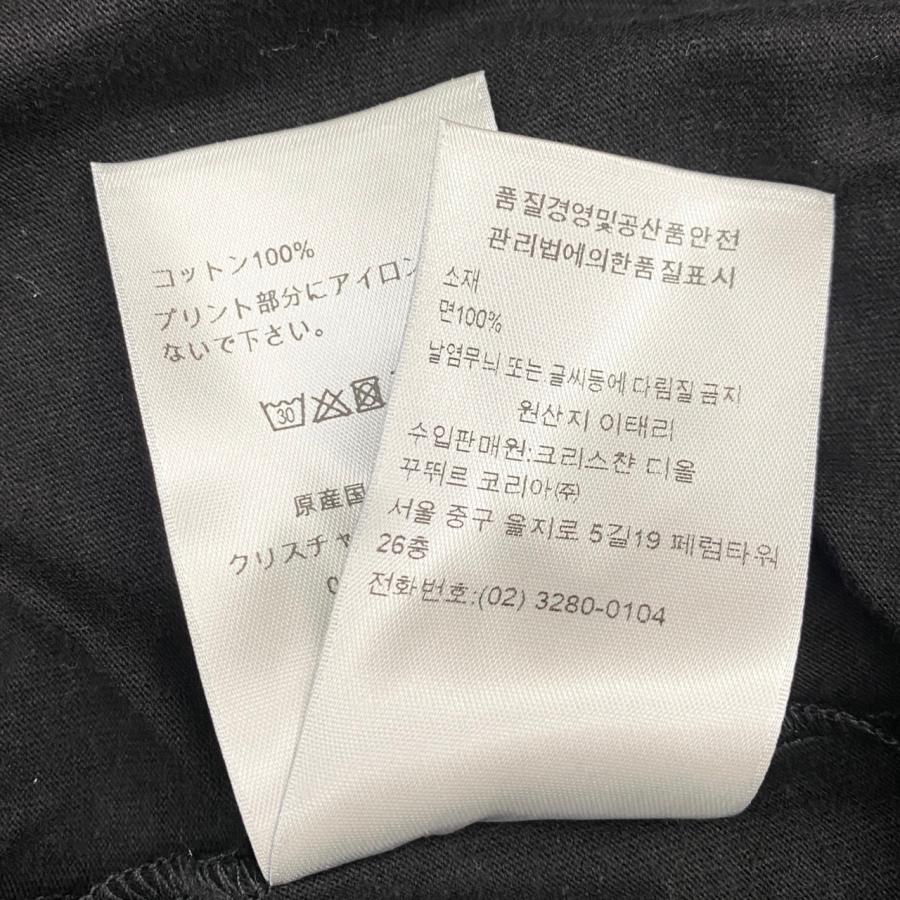 コットン100%
プリント部分にアイロン
ないで下さい。
30
原産国
クリスチャ
품질경영및공산품안전
관리법에의한품질표시
소재
면100%
날염무늬 또는 글씨등에 다림질 금지
원산지 이태리
수입판매원:크리스챤 디올
꾸뛰르 코리아㈜
서울 중구 을지로 5길19 페럼타워
26층
전화번호:(02) 3280-0104